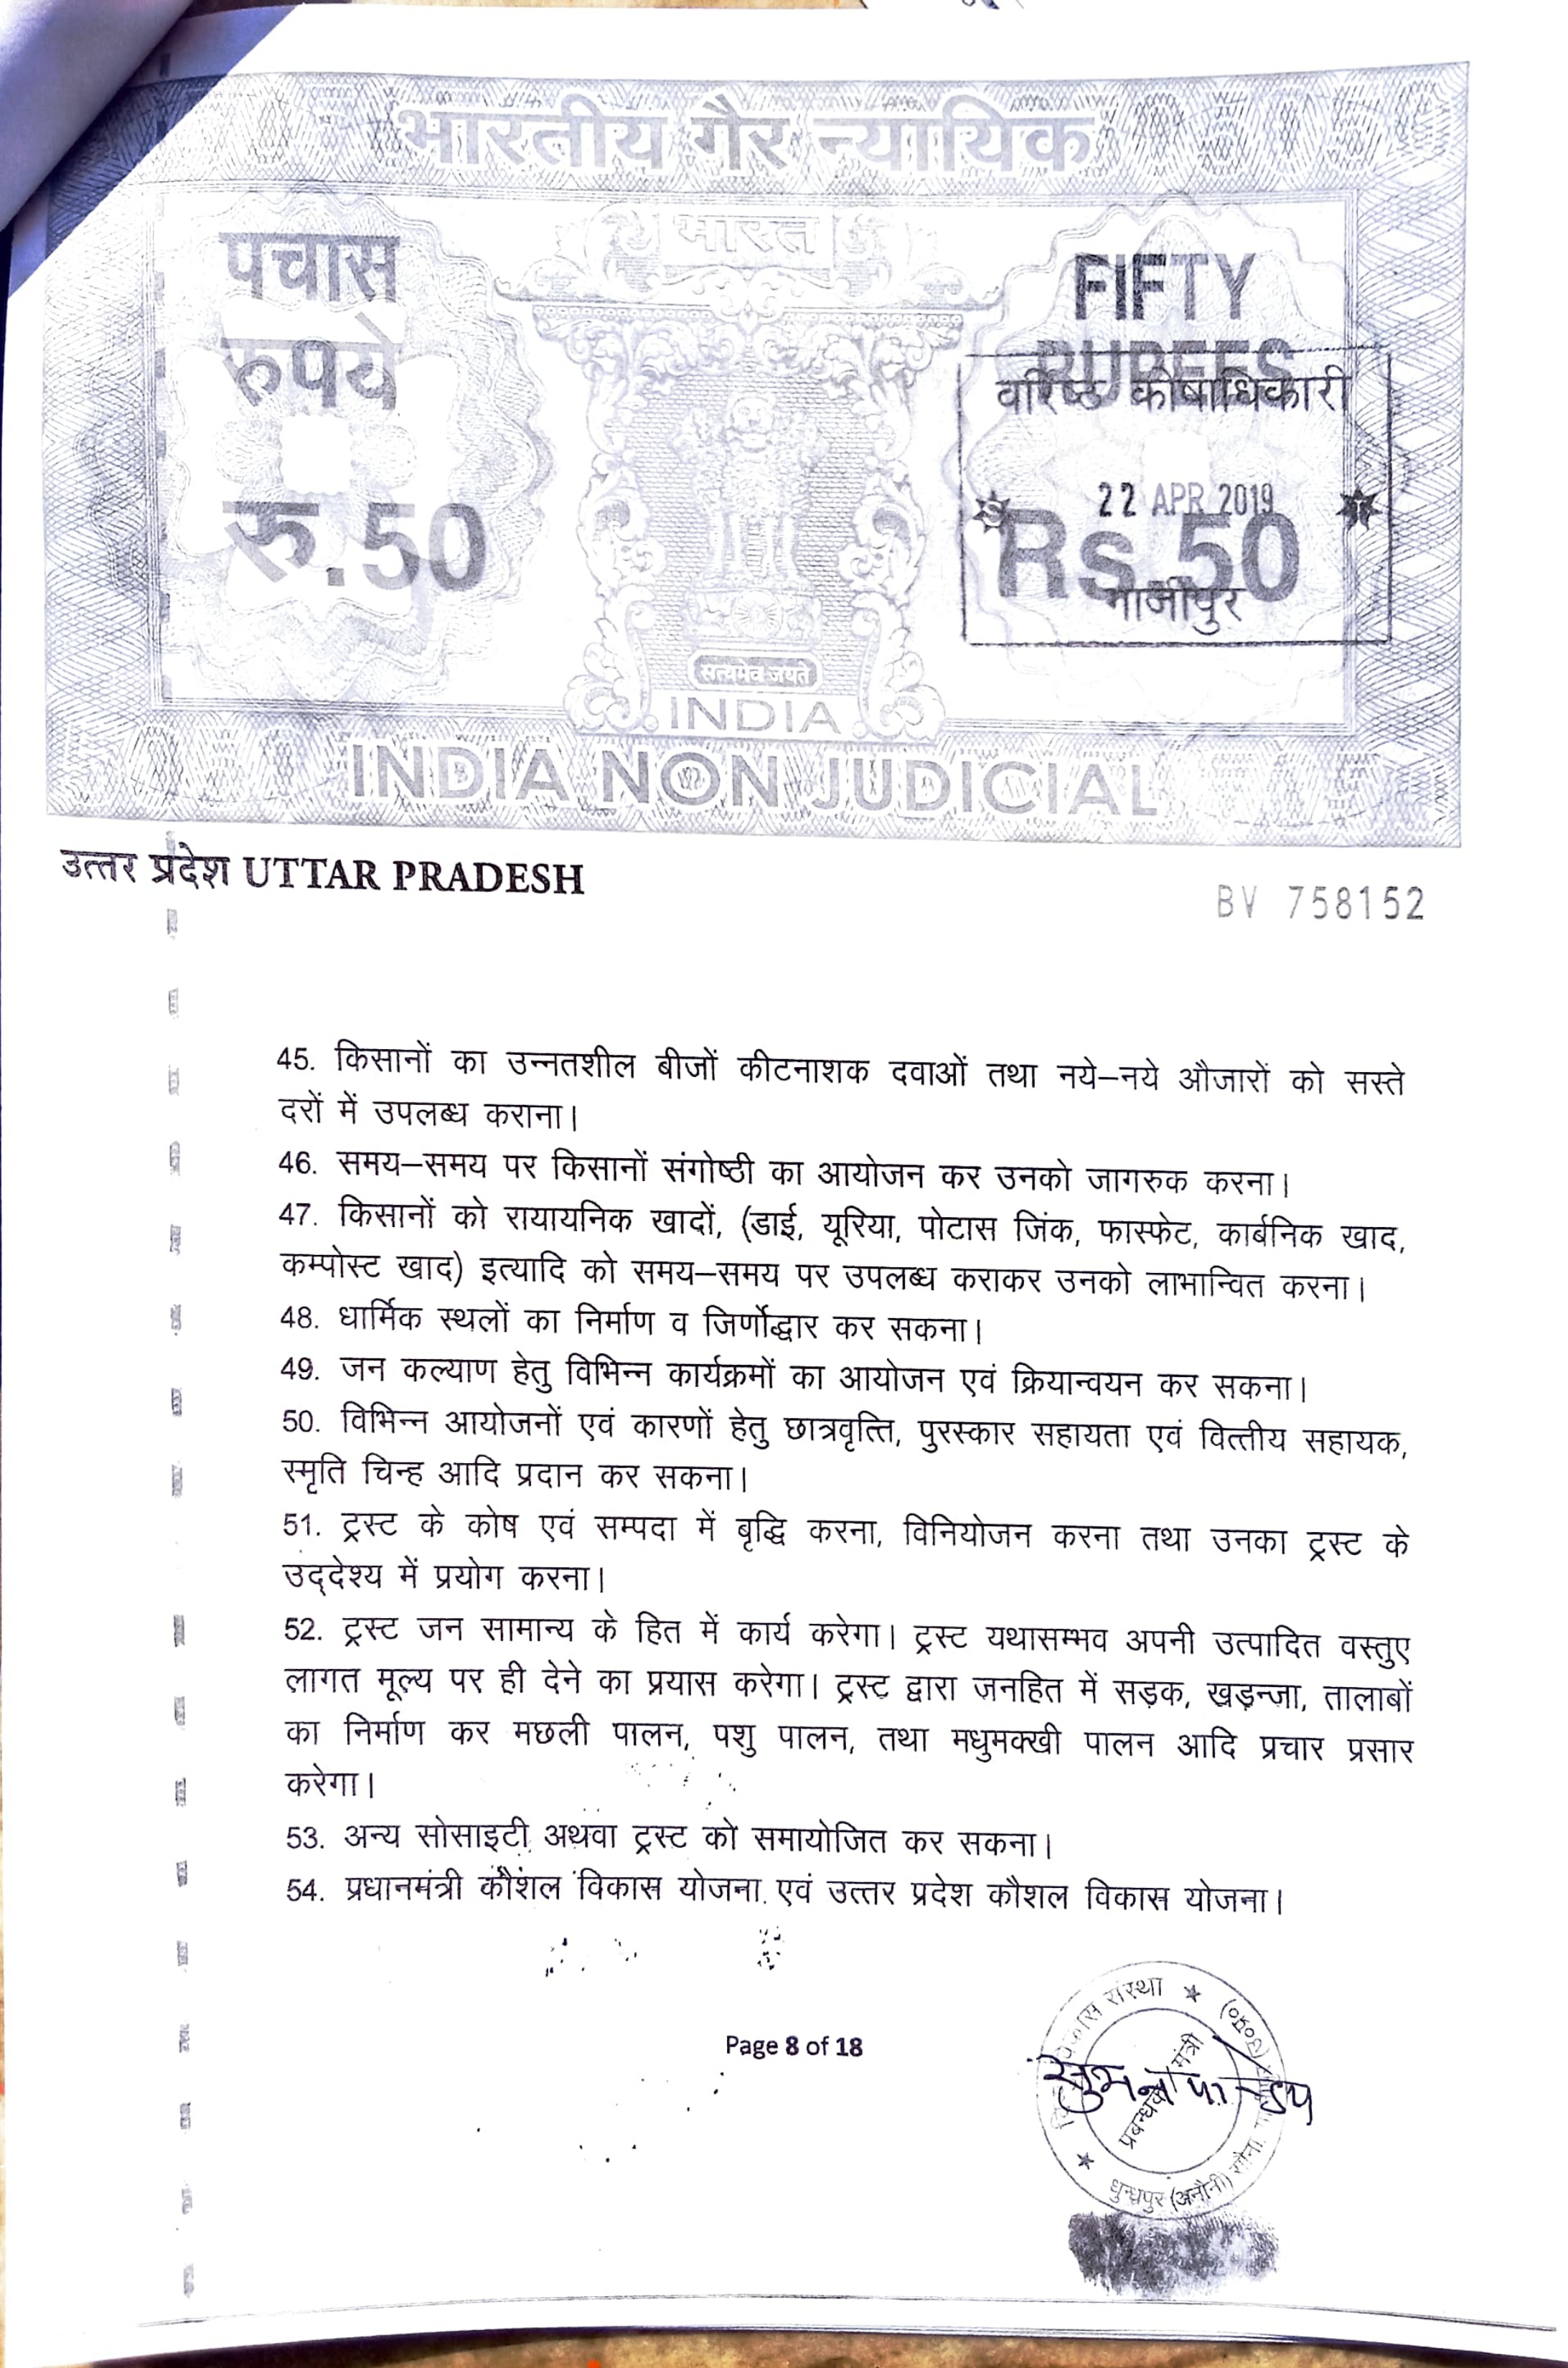 भारतीय गैर न्यायिक
भारत
पचास
रुपये
रु.50
FIFTY
RUPEES
Rs.50
वरिष्ठ कोषाधिकारी
22 APR 2019
गाजीपुर
सत्यमेव जयते
INDIA
INDIA NON JUDICIAL
उत्तर प्रदेश UTTAR PRADESH
BV 758152
45. किसानों का उन्नतशील बीजों कीटनाशक दवाओं तथा नये–नये औजारों को सस्ते
दरों में उपलब्ध कराना।
46. समय–समय पर किसानों संगोष्ठी का आयोजन कर उनको जागरुक करना।
47. किसानों को रायायनिक खादों, (डाई, यूरिया, पोटास जिंक, फास्फेट, कार्बनिक खाद,
कम्पोस्ट खाद) इत्यादि को समय–समय पर उपलब्ध कराकर उनको लाभान्वित करना।
48. धार्मिक स्थलों का निर्माण व जिर्णोद्धार कर सकना।
49. जन कल्याण हेतु विभिन्न कार्यक्रमों का आयोजन एवं क्रियान्वयन कर सकना।
50. विभिन्न आयोजनों एवं कारणों हेतु छात्रवृत्ति, पुरस्कार सहायता एवं वित्तीय सहायक,
स्मृति चिन्ह आदि प्रदान कर सकना।
51. ट्रस्ट के कोष एवं सम्पदा में बृद्धि करना, विनियोजन करना तथा उनका ट्रस्ट के
उद्देश्य में प्रयोग करना।
52. ट्रस्ट जन सामान्य के हित में कार्य करेगा। ट्रस्ट यथासम्भव अपनी उत्पादित वस्तुए
लागत मूल्य पर ही देने का प्रयास करेगा। ट्रस्ट द्वारा जनहित में सड़क, खड़न्जा, तालाबों
का निर्माण कर मछली पालन, पशु पालन, तथा मधुमक्खी पालन आदि प्रचार प्रसार
करेगा।
53. अन्य सोसाइटी अथवा ट्रस्ट को समायोजित कर सकना।
54. प्रधानमंत्री कौशल विकास योजना एवं उत्तर प्रदेश कौशल विकास योजना।
Page 8 of 18
विकास संस्था
प्रबन्धक मंत्री
धुन्धपुर (अनौनी) सौना
(उ०प्र०)